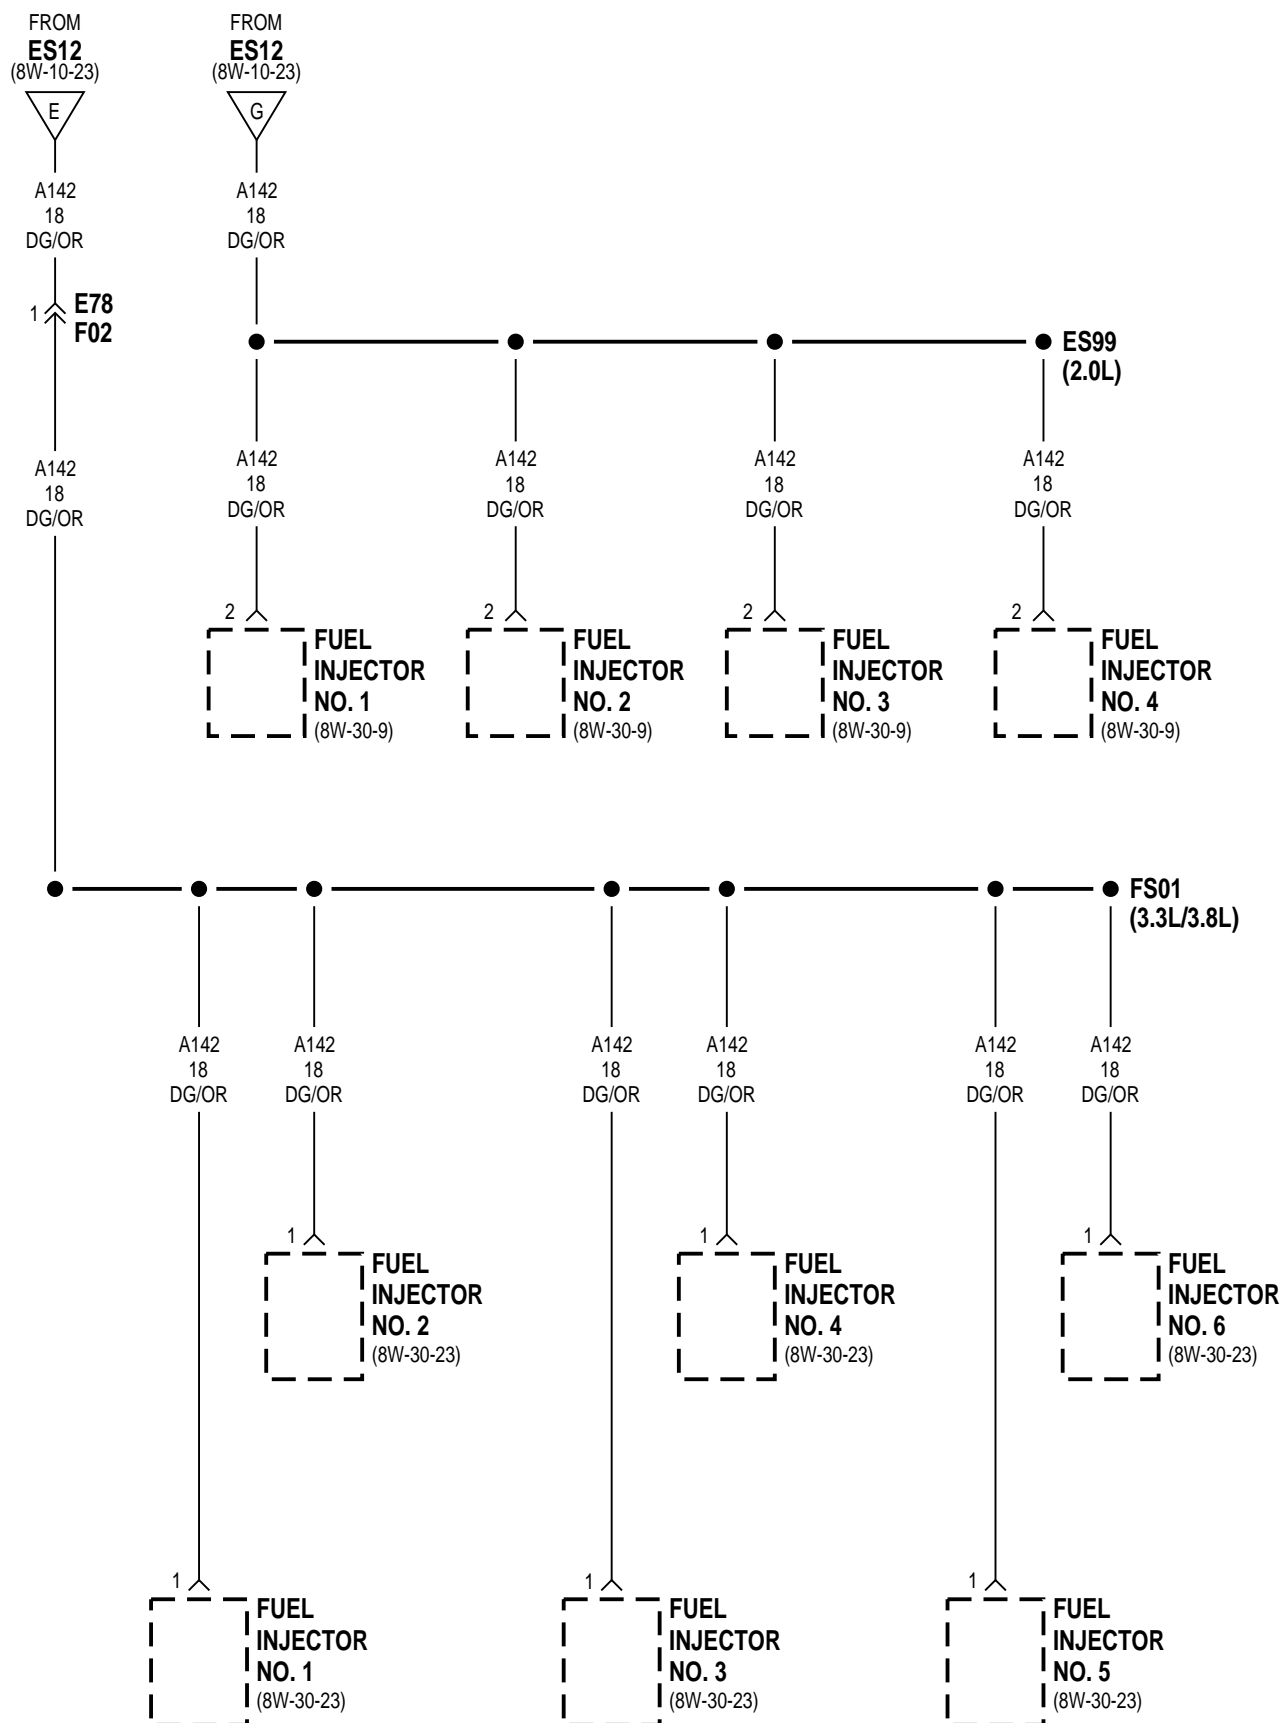 FROM
ES12
(8W-10-23)
E
A142
18
DG/OR
1
E78
F02
A142
18
DG/OR
FROM
ES12
(8W-10-23)
G
A142
18
DG/OR
ES99
(2.0L)
A142
18
DG/OR
2
FUEL
INJECTOR
NO. 1
(8W-30-9)
A142
18
DG/OR
2
FUEL
INJECTOR
NO. 2
(8W-30-9)
A142
18
DG/OR
2
FUEL
INJECTOR
NO. 3
(8W-30-9)
A142
18
DG/OR
2
FUEL
INJECTOR
NO. 4
(8W-30-9)
FS01
(3.3L/3.8L)
A142
18
DG/OR
A142
18
DG/OR
A142
18
DG/OR
A142
18
DG/OR
A142
18
DG/OR
A142
18
DG/OR
1
FUEL
INJECTOR
NO. 2
(8W-30-23)
1
FUEL
INJECTOR
NO. 4
(8W-30-23)
1
FUEL
INJECTOR
NO. 6
(8W-30-23)
1
FUEL
INJECTOR
NO. 1
(8W-30-23)
1
FUEL
INJECTOR
NO. 3
(8W-30-23)
1
FUEL
INJECTOR
NO. 5
(8W-30-23)